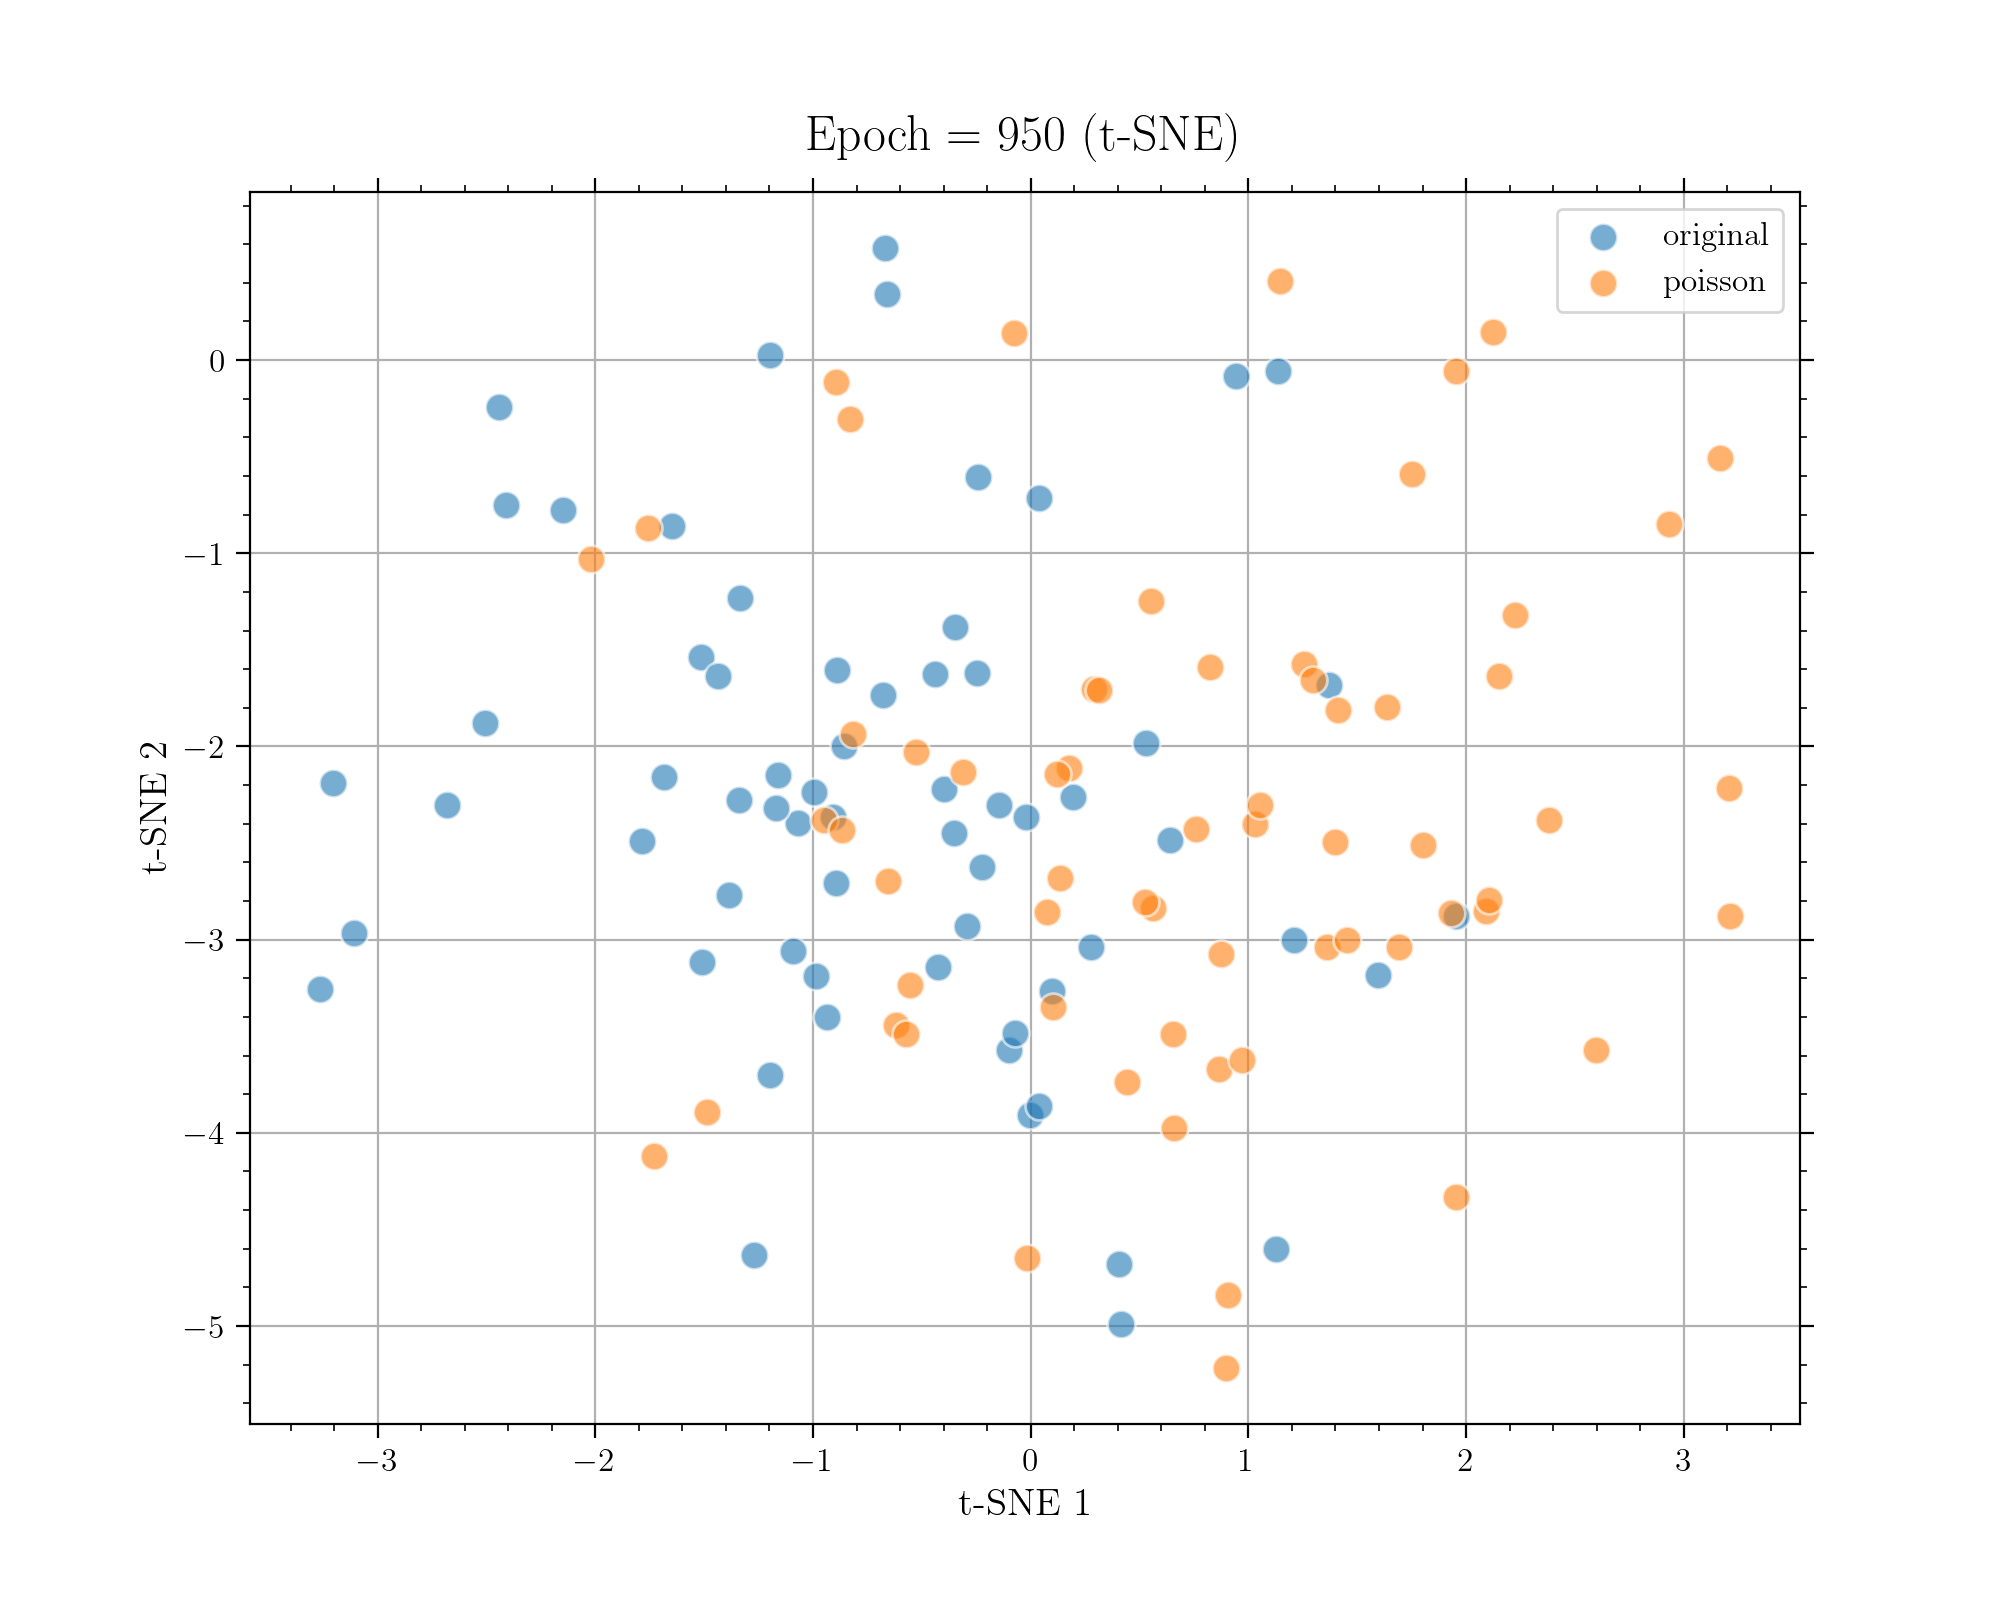 Epoch = 950 (t-SNE)
original
poisson
t-SNE 2
0
−1
−2
−3
−4
−5
−3
−2
−1
0
1
2
3
t-SNE 1